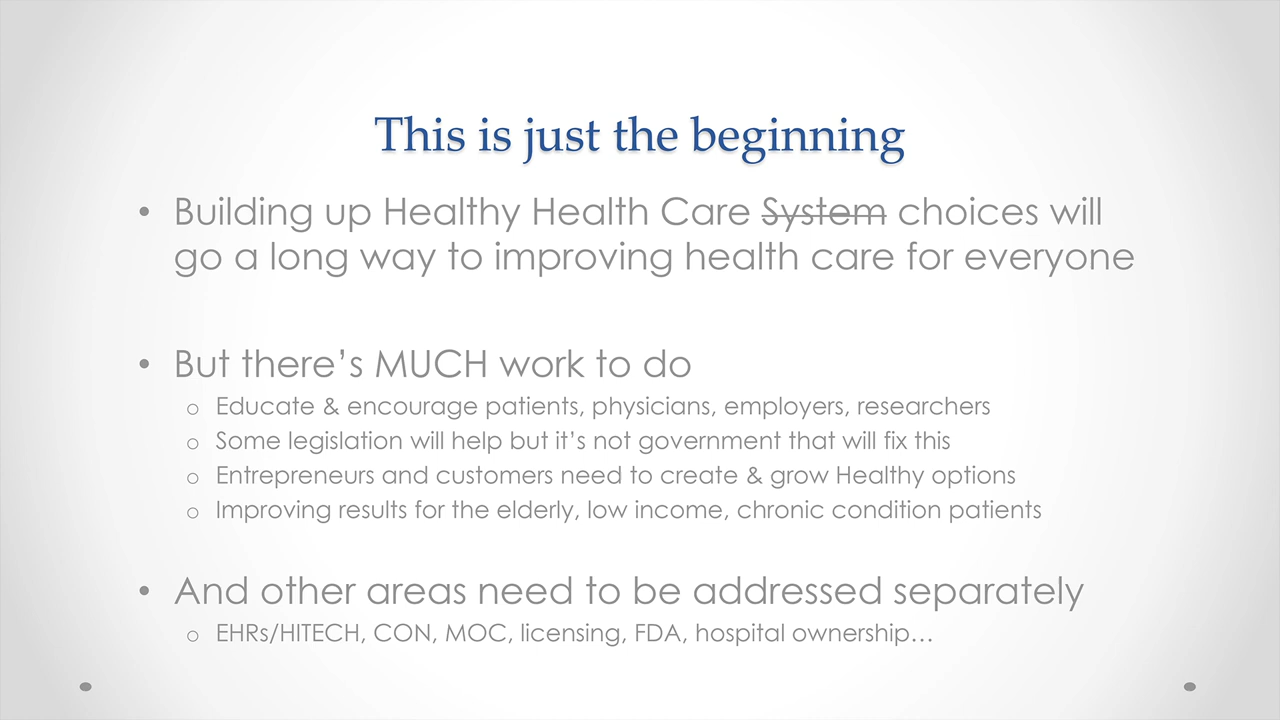 This is just the beginning
• Building up Healthy Health Care System choices will
go a long way to improving health care for everyone
• But there’s MUCH work to do
o Educate & encourage patients, physicians, employers, researchers
o Some legislation will help but it’s not government that will fix this
o Entrepreneurs and customers need to create & grow Healthy options
o Improving results for the elderly, low income, chronic condition patients
• And other areas need to be addressed separately
o EHRs/HITECH, CON, MOC, licensing, FDA, hospital ownership…